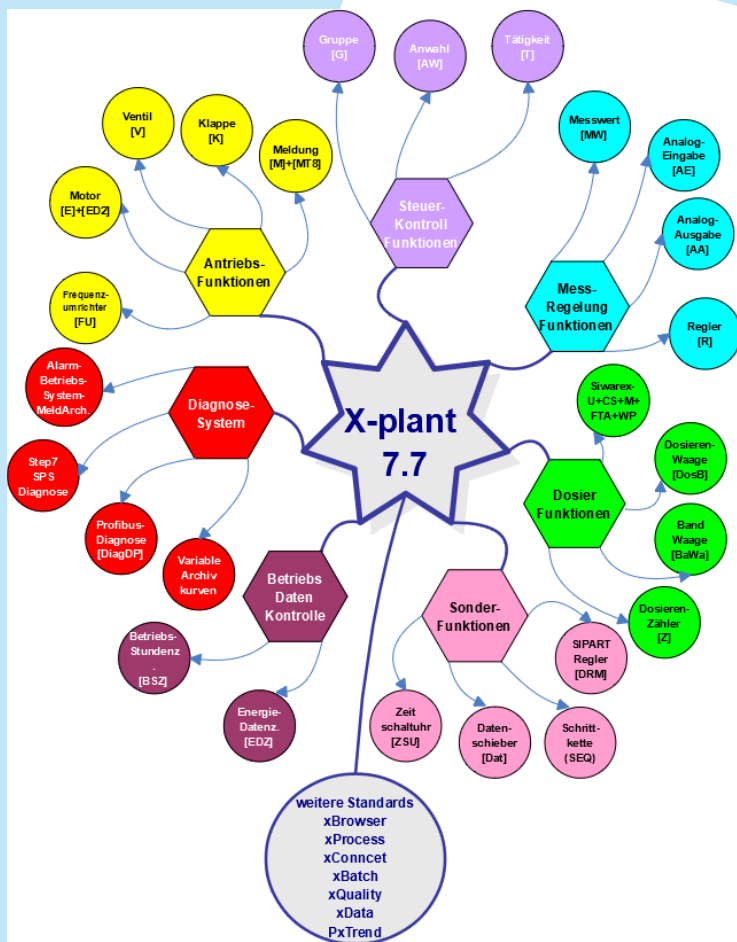 Gruppe
[G]
Anwahl
[AW]
Tätigkeit
[T]
Steuer-
Kontroll
Funktionen
Ventil
[V]
Klappe
[K]
Meldung
[M]+[MT8]
Motor
[E]+[ED2]
Frequenz-
umrichter
[FU]
Antriebs-
Funktionen
Messwert
[MW]
Analog-
Eingabe
[AE]
Analog-
Ausgabe
[AA]
Regler
[R]
Mess-
Regelung
Funktionen
X-plant
7.7
Alarm-
Betriebs-
System-
MeldArch.
Step7
SPS
Diagnose
Profibus-
Diagnose
[DiagDP]
Variable
Archiv
kurven
Diagnose-
System
Siwarex-
U+CS+M+
FTA+WP
Dosieren-
Waage
[DosB]
Band
Waage
[BaWa]
Dosieren-
Zähler
[Z]
Dosier
Funktionen
Betriebs
Daten
Kontrolle
Betriebs-
Stundenz
.
[BSZ]
Energie-
Datenz.
[EDZ]
Sonder-
Funktionen
SIPART
Regler
[DRM]
Zeit
schaltuhr
[ZSU]
Daten-
schieber
[Dat]
Schritt-
kette
(SEQ)
weitere Standards
xBrowser
xProcess
xConncet
xBatch
xQuality
xData
PxTrend